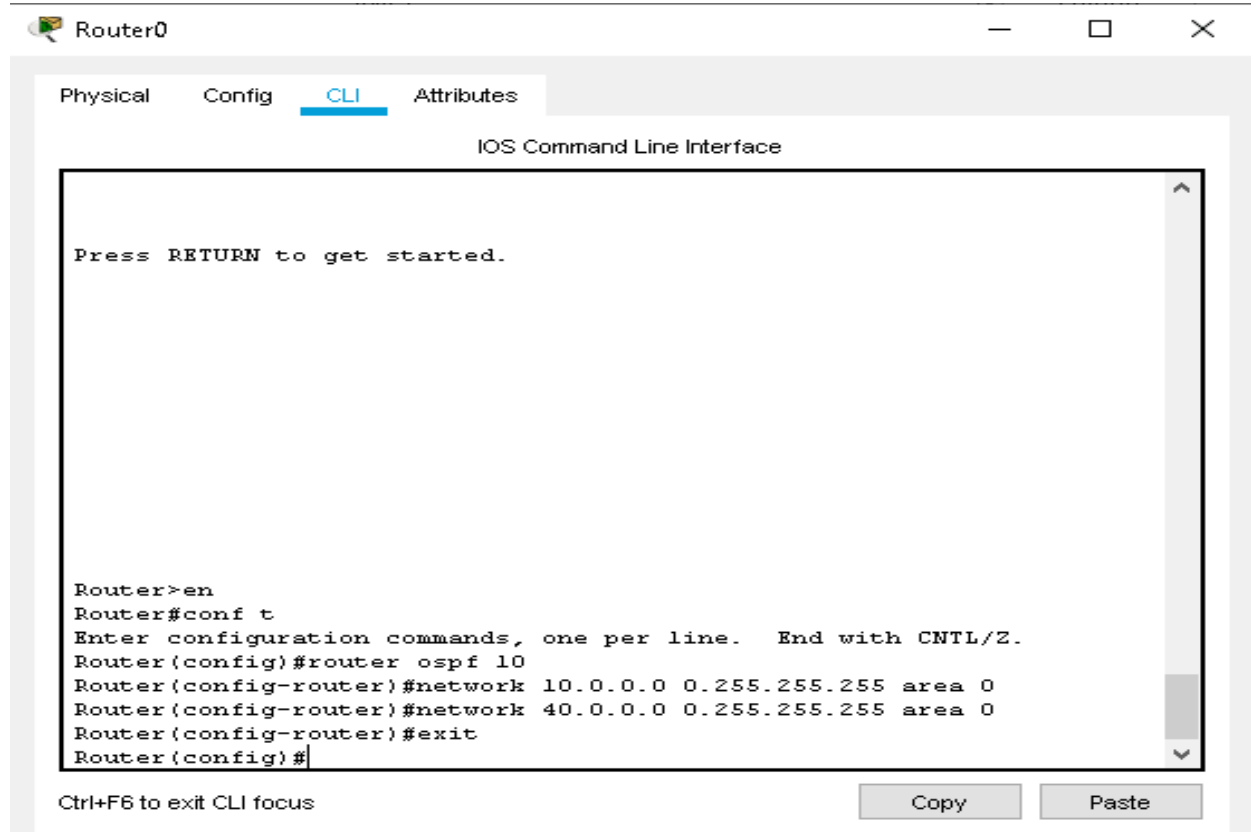 Router0
Physical Config CLI Attributes
IOS Command Line Interface
Press RETURN to get started.
Router>en
Router#conf t
Enter configuration commands, one per line.  End with CNTL/Z.
Router(config)#router ospf 10
Router(config-router)#network 10.0.0.0 0.255.255.255 area 0
Router(config-router)#network 40.0.0.0 0.255.255.255 area 0
Router(config-router)#exit
Router(config)#
Ctrl+F6 to exit CLI focus
Copy Paste